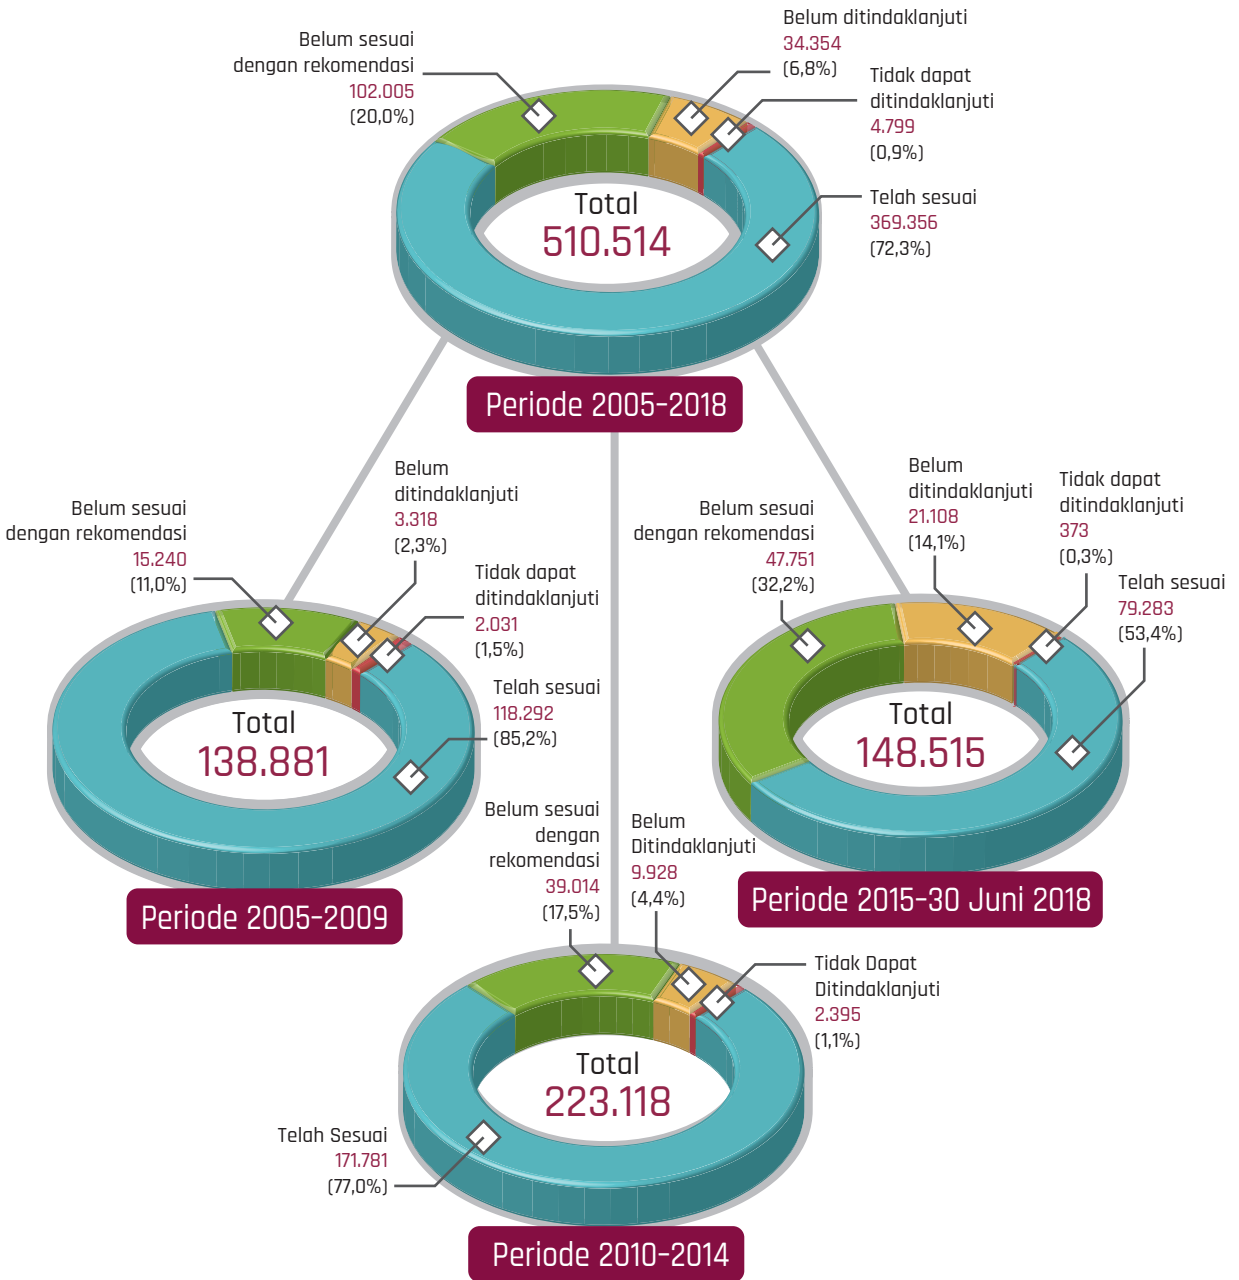 Belum sesuai
dengan rekomendasi
102.005
(20,0%)
Belum ditindaklanjuti
34.354
(6,8%)
Tidak dapat
ditindaklanjuti
4.799
(0,9%)
Telah sesuai
369.356
(72,3%)
Total
510.514
Periode 2005–2018
Belum sesuai
dengan rekomendasi
15.240
(11,0%)
Belum
ditindaklanjuti
3.318
(2,3%)
Tidak dapat
ditindaklanjuti
2.031
(1,5%)
Telah sesuai
118.292
(85,2%)
Total
138.881
Periode 2005–2009
Belum sesuai
dengan rekomendasi
47.751
(32,2%)
Belum
ditindaklanjuti
21.108
(14,1%)
Tidak dapat
ditindaklanjuti
373
(0,3%)
Telah sesuai
79.283
(53,4%)
Total
148.515
Periode 2015–30 Juni 2018
Belum sesuai
dengan
rekomendasi
39.014
(17,5%)
Belum
Ditindaklanjuti
9.928
(4,4%)
Tidak Dapat
Ditindaklanjuti
2.395
(1,1%)
Total
223.118
Telah Sesuai
171.781
(77,0%)
Periode 2010–2014